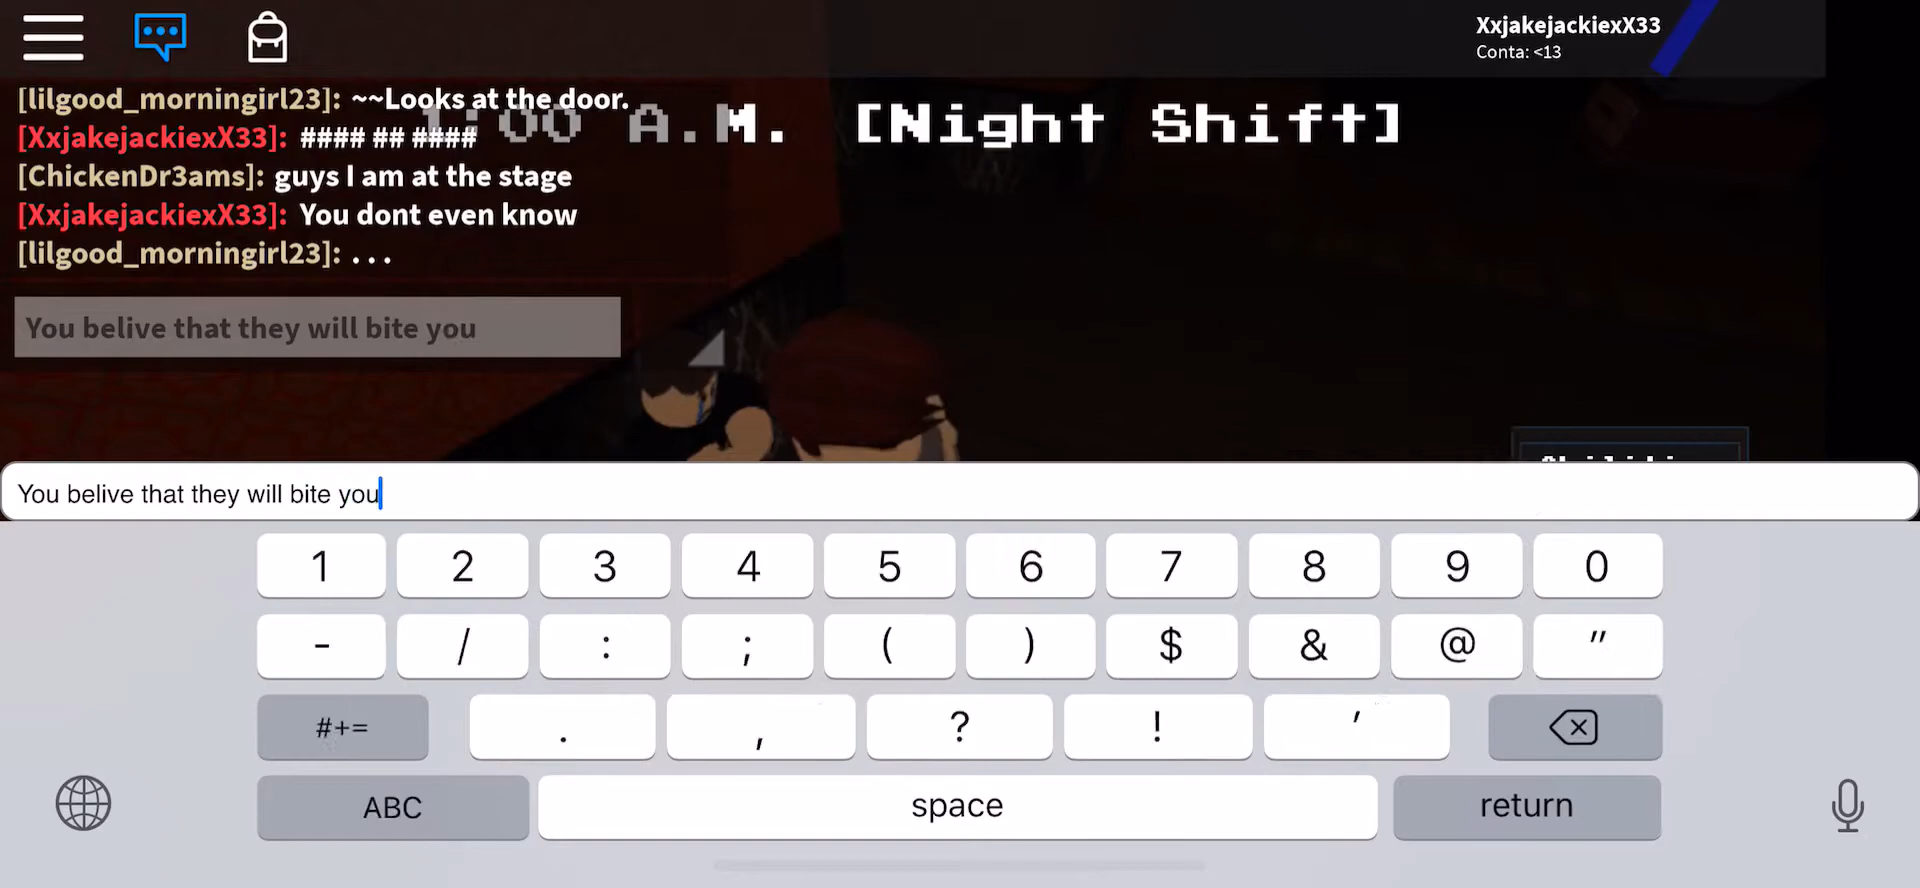 XxjakejackiexX33
Conta: <13
[lilgood_morningirl23]: ~~Looks at the door.
1:00 A.M. [Night Shift]
[XxjakejackiexX33]: #### ## ####
[ChickenDr3ams]: guys I am at the stage
[XxjakejackiexX33]: You dont even know
[lilgood_morningirl23]: . . .
You belive that they will bite you
You belive that they will bite you
1 2 3 4 5 6 7 8 9 0
- / : ; ( ) $ & @ "
#+= . , ? ! '
ABC space return